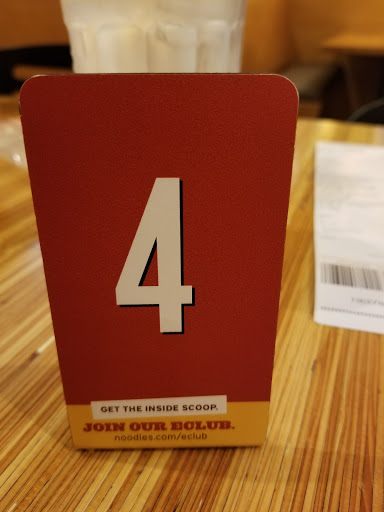 4
GET THE INSIDE SCOOP.
JOIN OUR ECLUB.
noodles.com/eclub